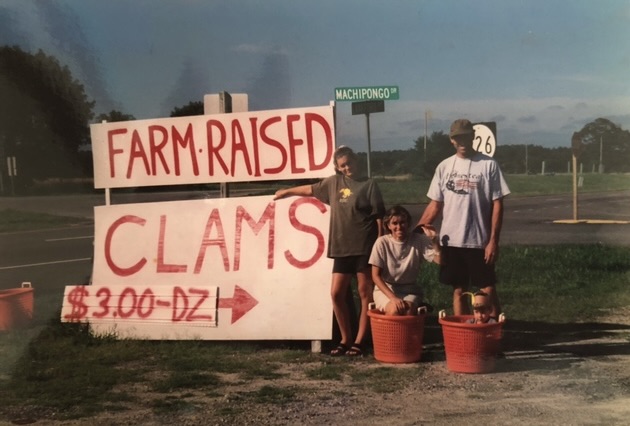 MACHIPONGO DR
FARM·RAISED
CLAMS
$3.00-DZ
26